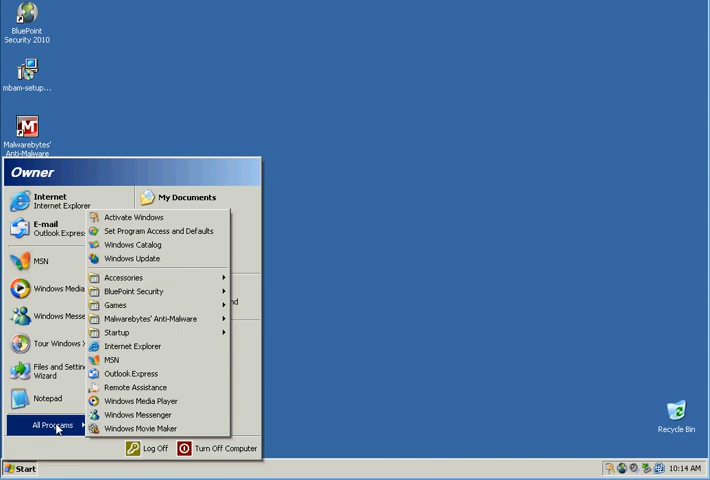 BluePoint
Security 2010
mbam-setup...
Malwarebytes'
Anti-Malware
Owner
Internet
Internet Explorer
My Documents
E-mail
Outlook Express
MSN
Windows Media
Windows Messe
Tour Windows X
Files and Settin
Wizard
Notepad
All Programs
Activate Windows
Set Program Access and Defaults
Windows Catalog
Windows Update
Accessories
BluePoint Security
Games
Malwarebytes' Anti-Malware
Startup
Internet Explorer
MSN
Outlook Express
Remote Assistance
Windows Media Player
Windows Messenger
Windows Movie Maker
nd
Log Off
Turn Off Computer
Recycle Bin
Start
10:14 AM